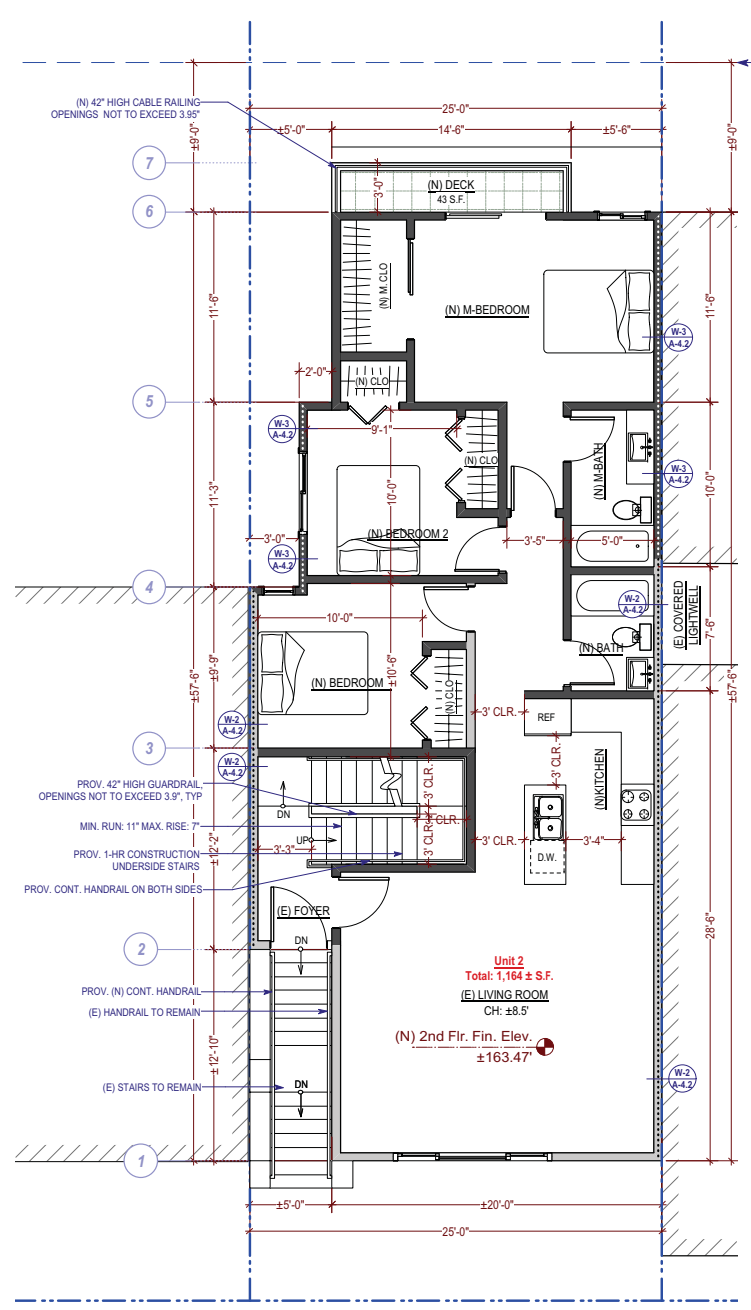 (N) 42" HIGH CABLE RAILING
OPENINGS NOT TO EXCEED 3.95"
25'-0"
±5'-0"
14'-6"
±5'-6"
±9'-0"
±9'-0"
7
3'-0"
(N) DECK
43 S.F.
6
11'-6"
(N) M.CLO
(N) M-BEDROOM
11'-6"
W-3
A-4.2
2'-0"
(N) CLO
5
W-3
A-4.2
9'-1"
(N) CLO
(N) M-BATH
W-3
A-4.2
10'-0"
11'-3"
10'-0"
3'-0"
(N) BEDROOM 2
3'-5"
5'-0"
W-3
A-4.2
4
W-2
A-4.2
(E) COVERED
LIGHTWELL
7'-6"
10'-0"
(N) BATH
±57'-6"
9'-9"
(N) BEDROOM
±10'-6"
(N) CLO
±57'-6"
W-2
A-4.2
3' CLR.
REF
3
W-2
A-4.2
3' CLR.
3' CLR.
(N)KITCHEN
PROV. 42" HIGH GUARDRAIL,
OPENINGS NOT TO EXCEED 3.9", TYP
DN
MIN. RUN: 11" MAX. RISE: 7"
UP
3' CLR.
3' CLR.
3' CLR.
3'-4"
±12'-2"
3'-3"
PROV. 1-HR CONSTRUCTION
UNDERSIDE STAIRS
D.W.
PROV. CONT. HANDRAIL ON BOTH SIDES
(E) FOYER
28'-6"
2
DN
Unit 2
Total: 1,164 ± S.F.
(E) LIVING ROOM
CH: ±8.5'
PROV. (N) CONT. HANDRAIL
(E) HANDRAIL TO REMAIN
(N) 2nd Flr. Fin. Elev.
±163.47'
±12'-10"
(E) STAIRS TO REMAIN
DN
W-2
A-4.2
1
±5'-0"
±20'-0"
25'-0"